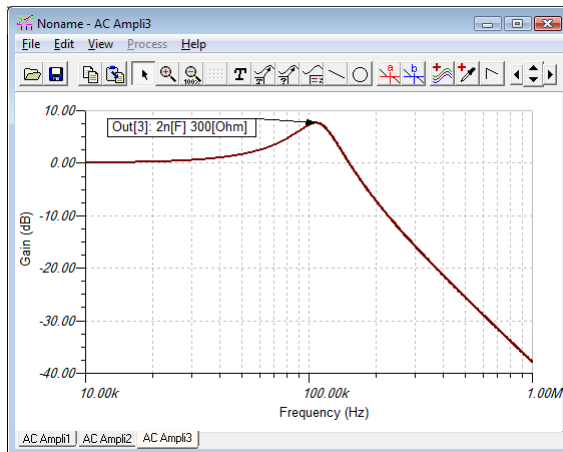 Noname - AC Ampli3
File Edit View Process Help
100% T a b
10.00
Out[3]: 2n[F] 300[Ohm]
0.00
-10.00
Gain (dB)
-20.00
-30.00
-40.00
10.00k 100.00k 1.00M
Frequency (Hz)
AC Ampli1 AC Ampli2 AC Ampli3